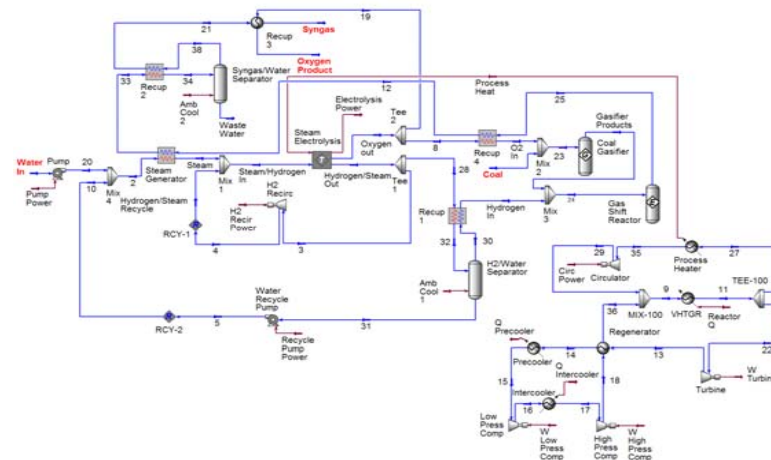 21
19
Syngas
38
Recup
3
Oxygen
Product
33
34
Recup
2
Syngas/Water
Separator
12
Process
Heat
25
Amb
Cool
2
Electrolysis
Power
Tee
2
Gasifier
Products
Waste
Water
Steam
Electrolysis
Oxygen
out
8
Recup
4
O2
In
Mix
2
23
Coal
Gasifier
Water
In
Pump
20
10
Mix
4
2
Steam
Generator
Steam
Mix
1
Steam/Hydrogen
In
Hydrogen/Steam
Out
Tee
1
28
Coal
Pump
Power
Hydrogen/Steam
Recycle
H2
Recirc
H2
Recir
Power
RCY-1
4
3
Recup
1
Hydrogen
In
Mix
3
24
Gas
Shift
Reactor
32
30
29
35
27
Circ
Power
Circulator
Process
Heater
Amb
Cool
1
H2/Water
Separator
TEE-100
Water
Recycle
Pump
9
11
MIX-100
VHTGR
Reactor
Q
36
RCY-2
5
31
Recycle
Pump
Power
Q
Precooler
Regenerator
22
Precooler
14
13
Q
Intercooler
15
Intercooler
18
Turbine
W
Turbin
16
17
Low
Press
Comp
W
Low
Press
Comp
High
Press
Comp
W
High
Press
Comp